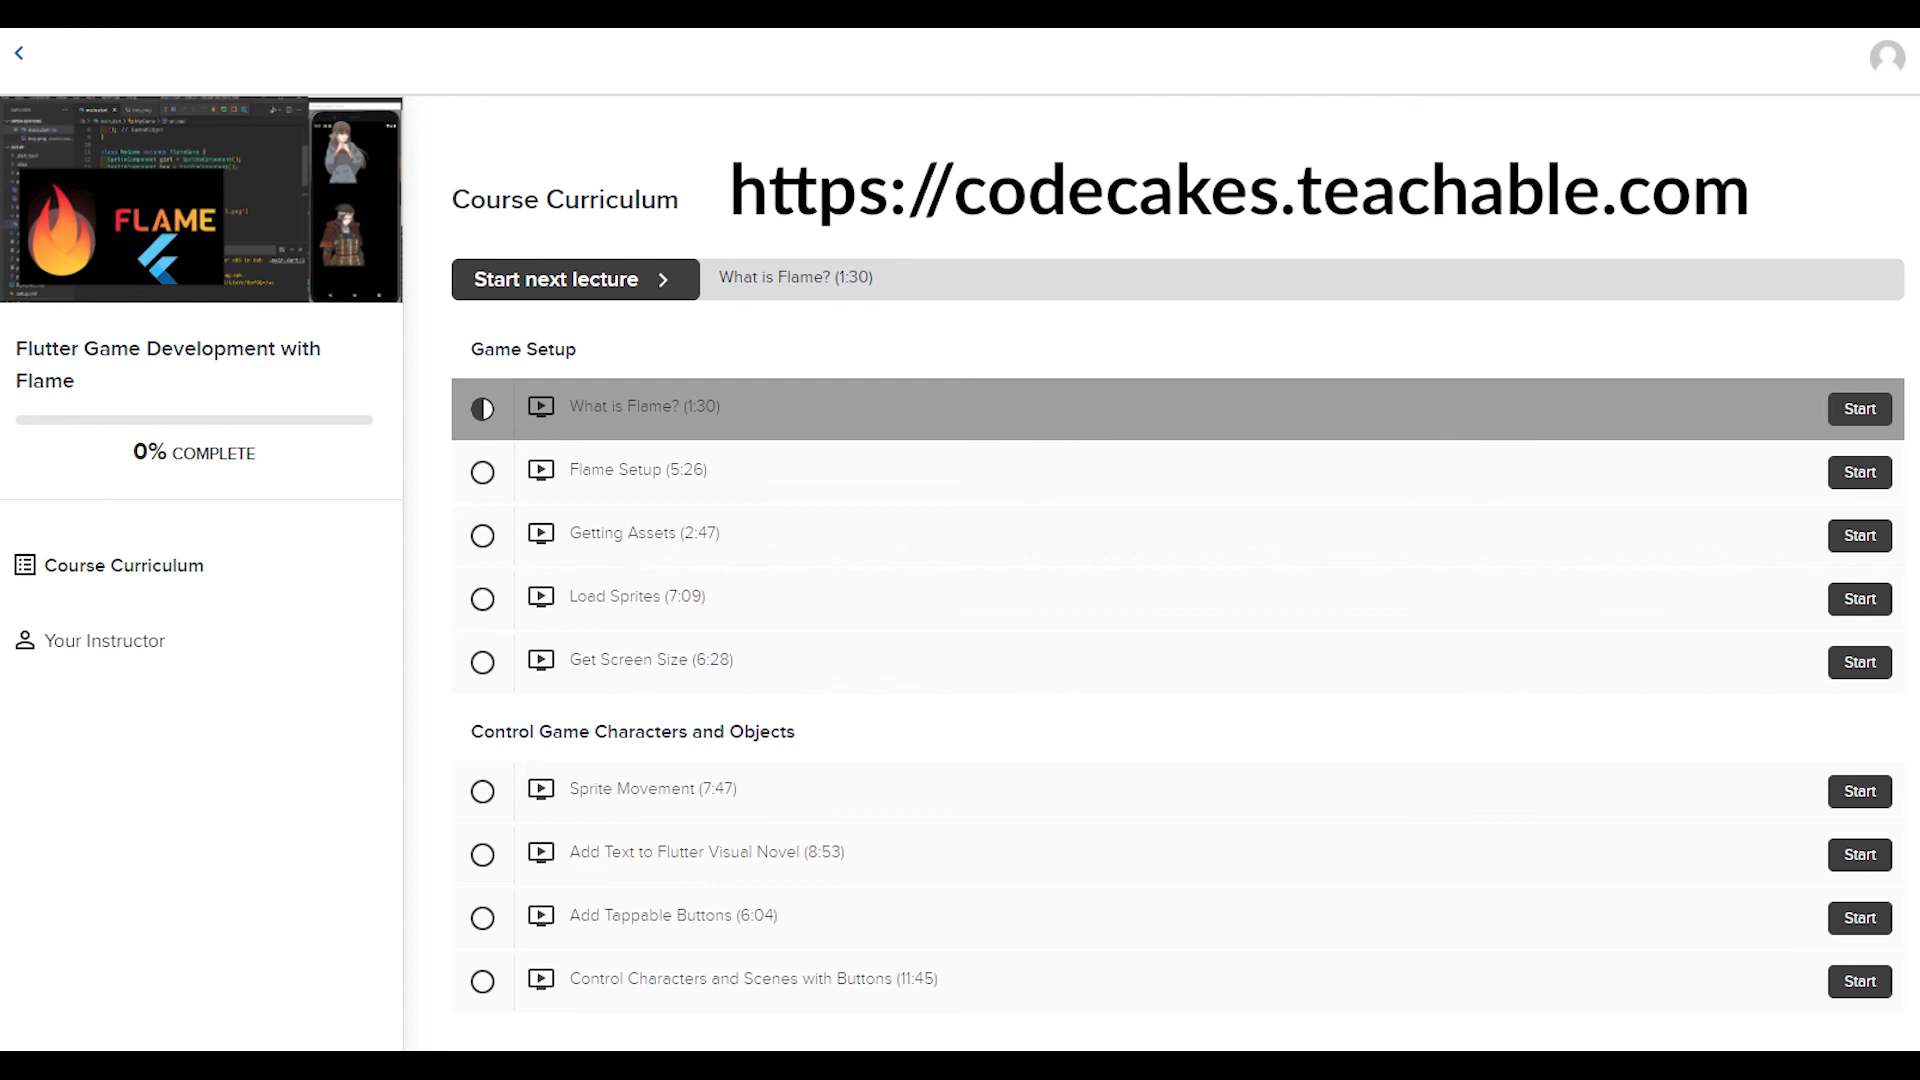 FLAME
Flutter Game Development with
Flame
0% COMPLETE
Course Curriculum
Your Instructor
Course Curriculum
https://codecakes.teachable.com
Start next lecture
What is Flame? (1:30)
Game Setup
What is Flame? (1:30)
Start
Flame Setup (5:26)
Start
Getting Assets (2:47)
Start
Load Sprites (7:09)
Start
Get Screen Size (6:28)
Start
Control Game Characters and Objects
Sprite Movement (7:47)
Start
Add Text to Flutter Visual Novel (8:53)
Start
Add Tappable Buttons (6:04)
Start
Control Characters and Scenes with Buttons (11:45)
Start